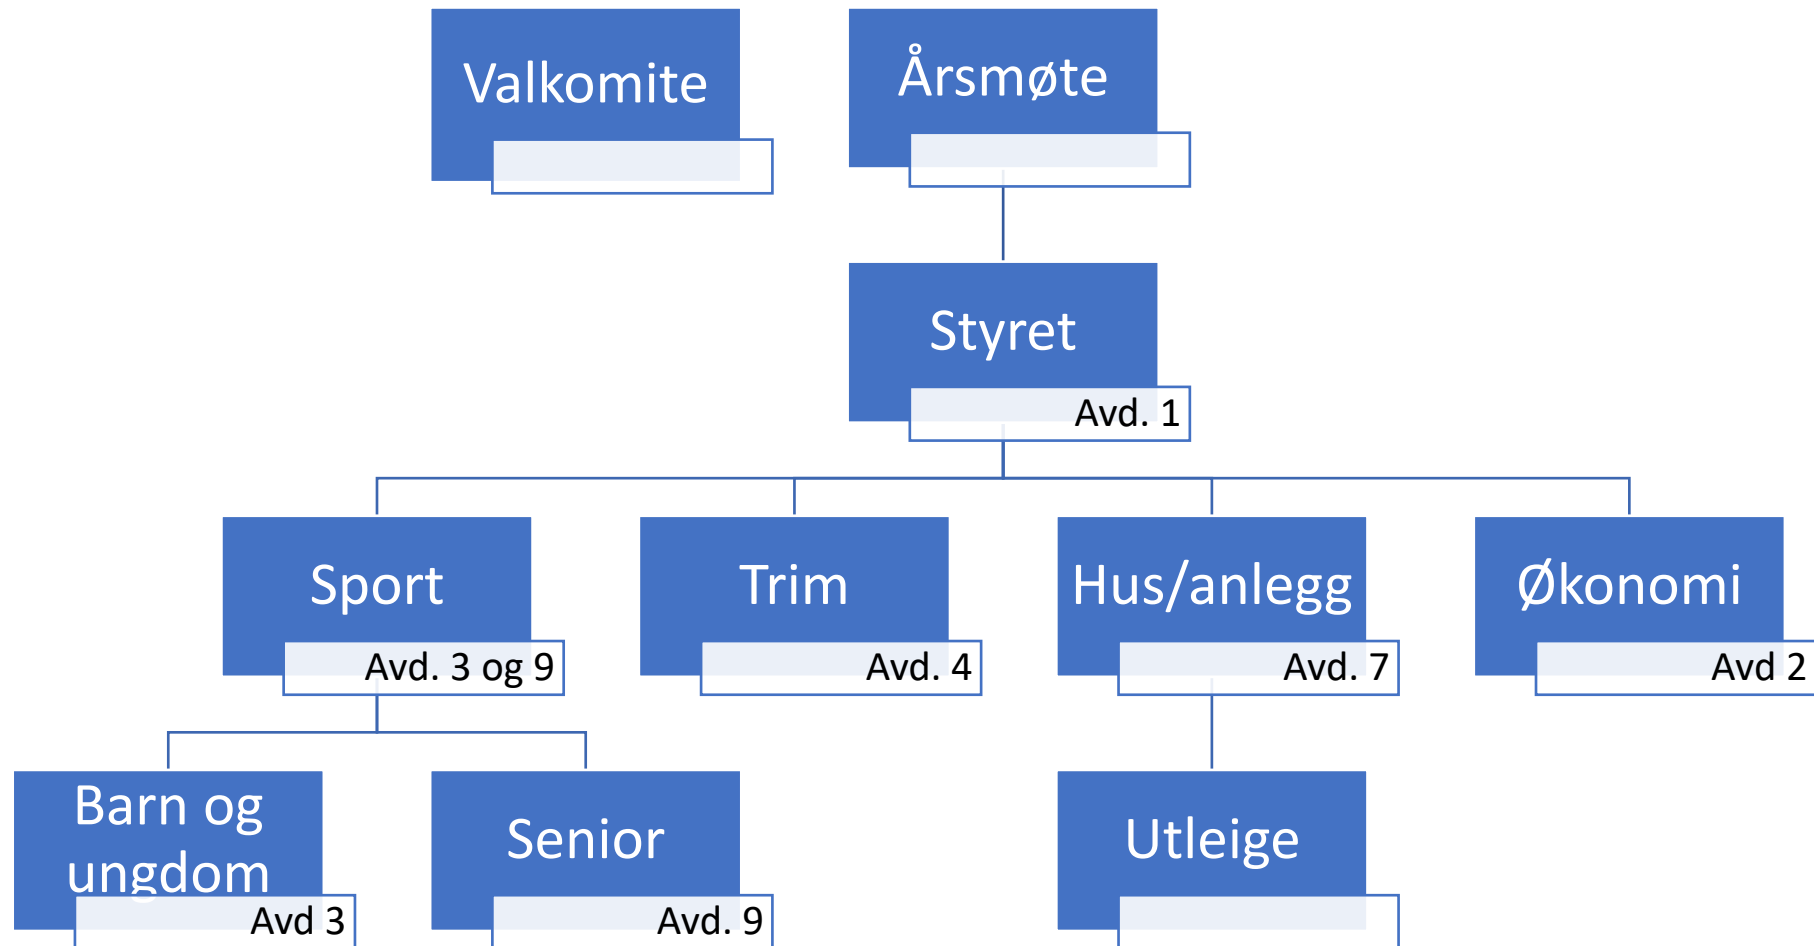 Valkomite
Årsmøte
Styret
Avd. 1
Sport
Avd. 3 og 9
Trim
Avd. 4
Hus/anlegg
Avd. 7
Økonomi
Avd 2
Barn og
ungdom
Avd 3
Senior
Avd. 9
Utleige